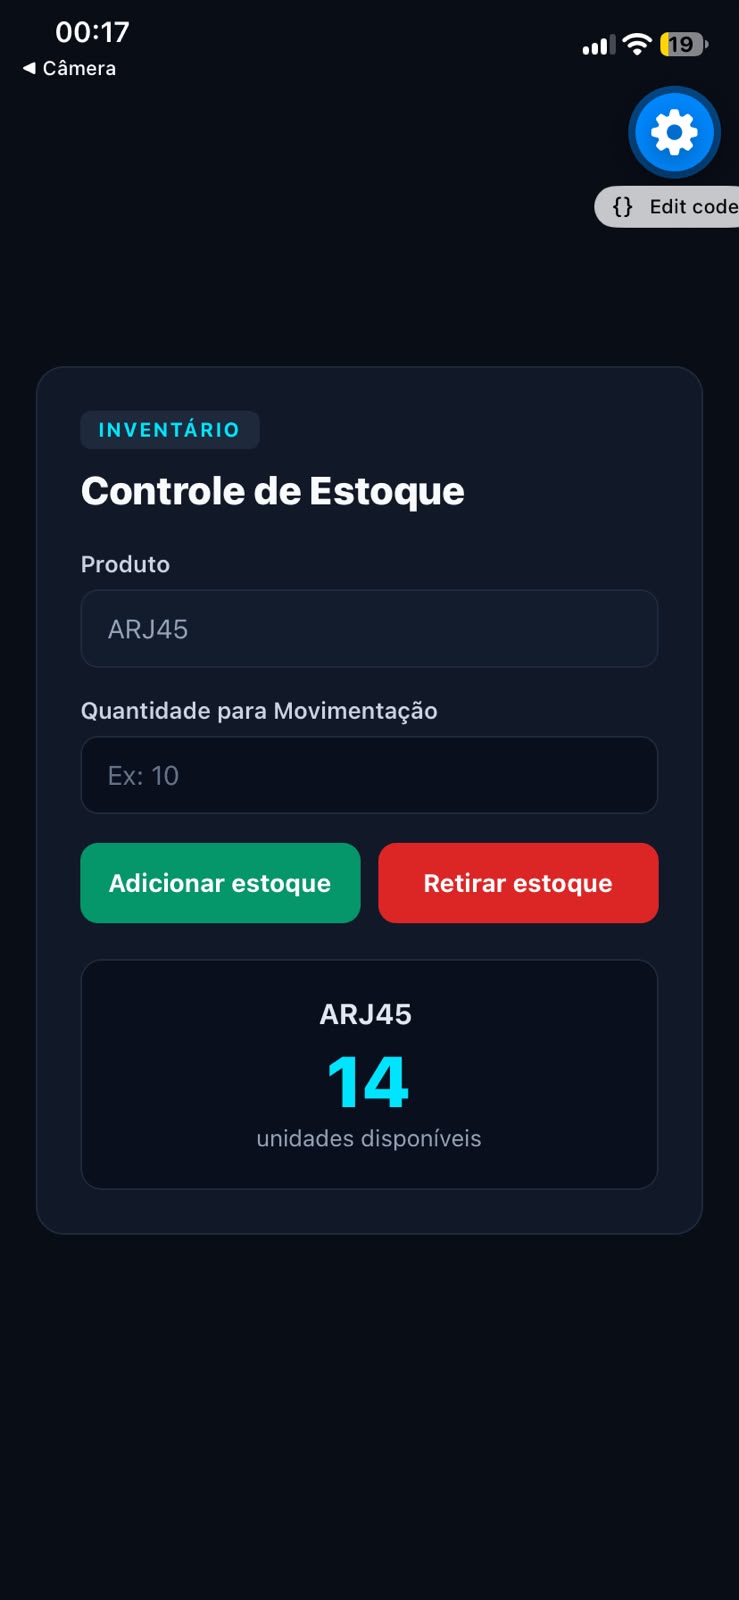 00:17
19
◀ Câmera
{} Edit code
INVENTÁRIO
Controle de Estoque
Produto
ARJ45
Quantidade para Movimentação
Ex: 10
Adicionar estoque
Retirar estoque
ARJ45
14
unidades disponíveis